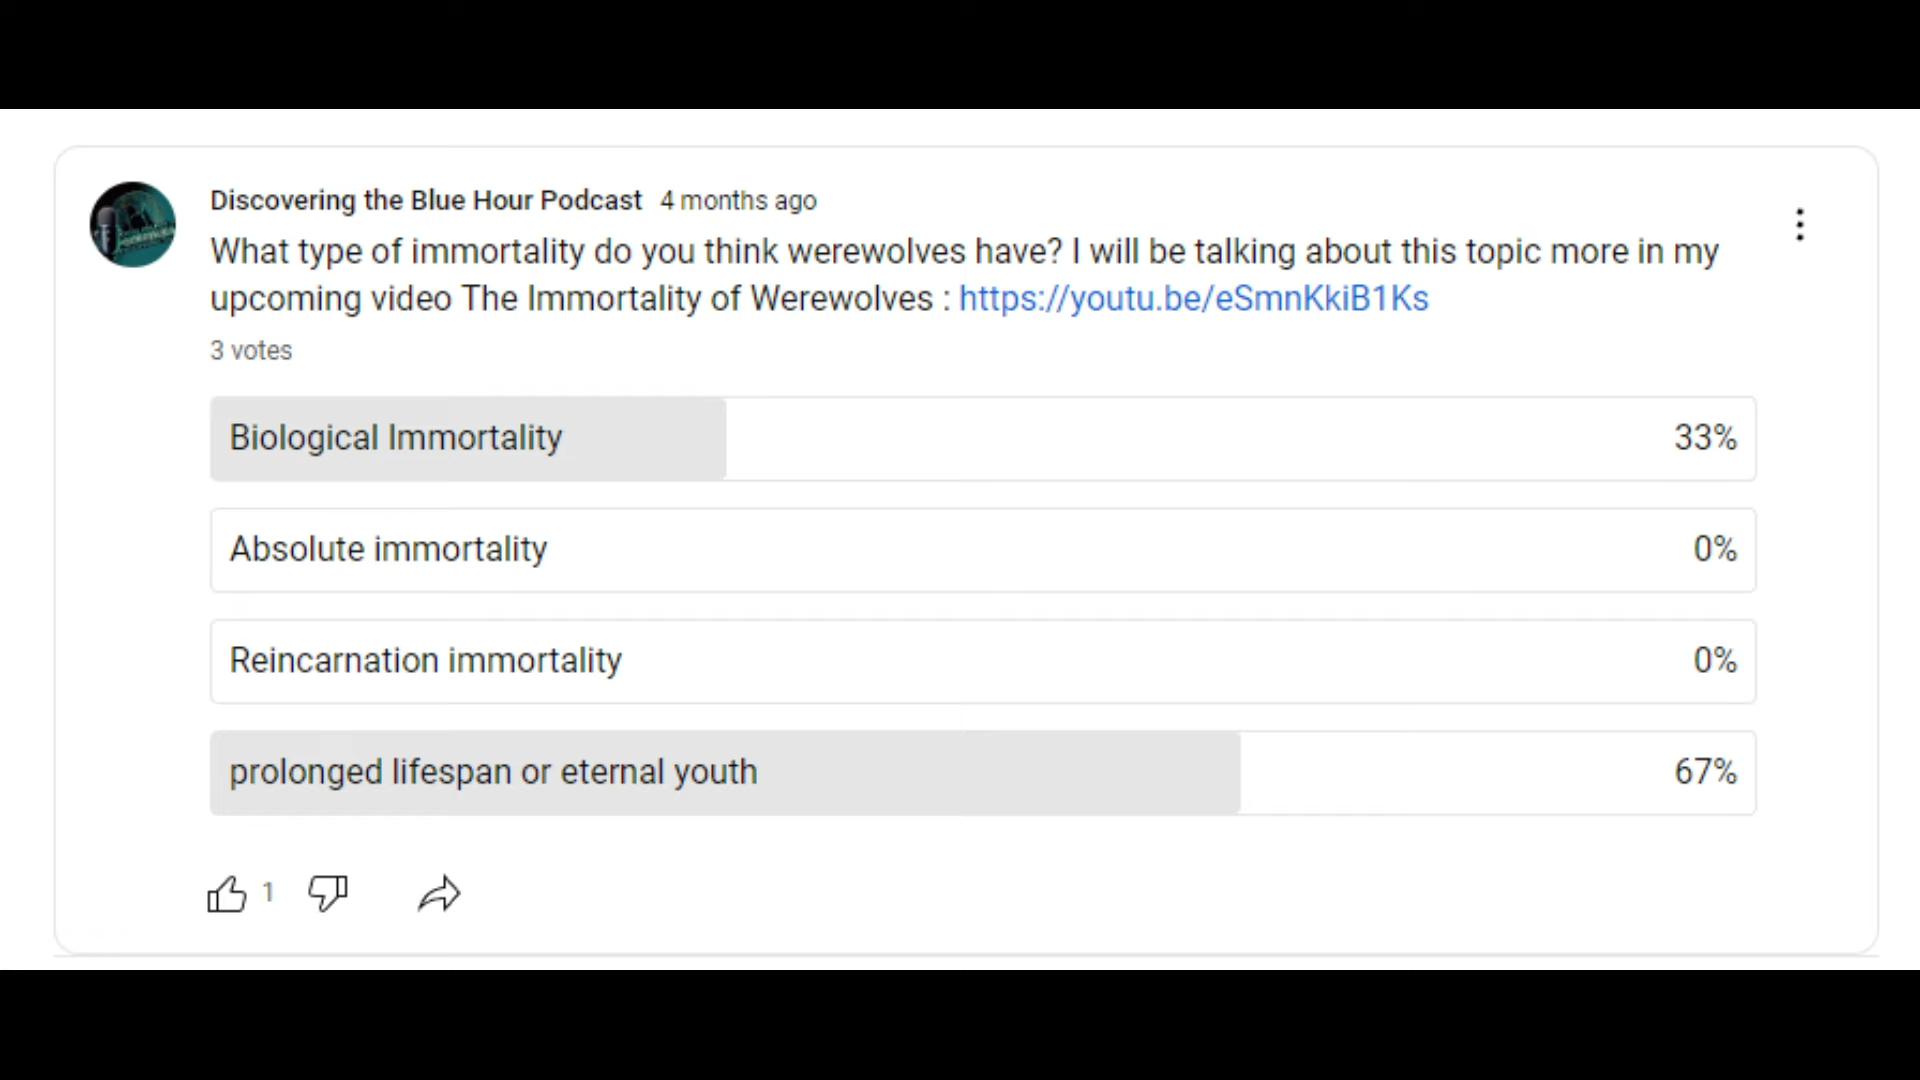 Discovering the Blue Hour Podcast 4 months ago
What type of immortality do you think werewolves have? I will be talking about this topic more in my
upcoming video The Immortality of Werewolves : https://youtu.be/eSmnKkiB1Ks
3 votes
Biological Immortality 33%
Absolute immortality 0%
Reincarnation immortality 0%
prolonged lifespan or eternal youth 67%
1